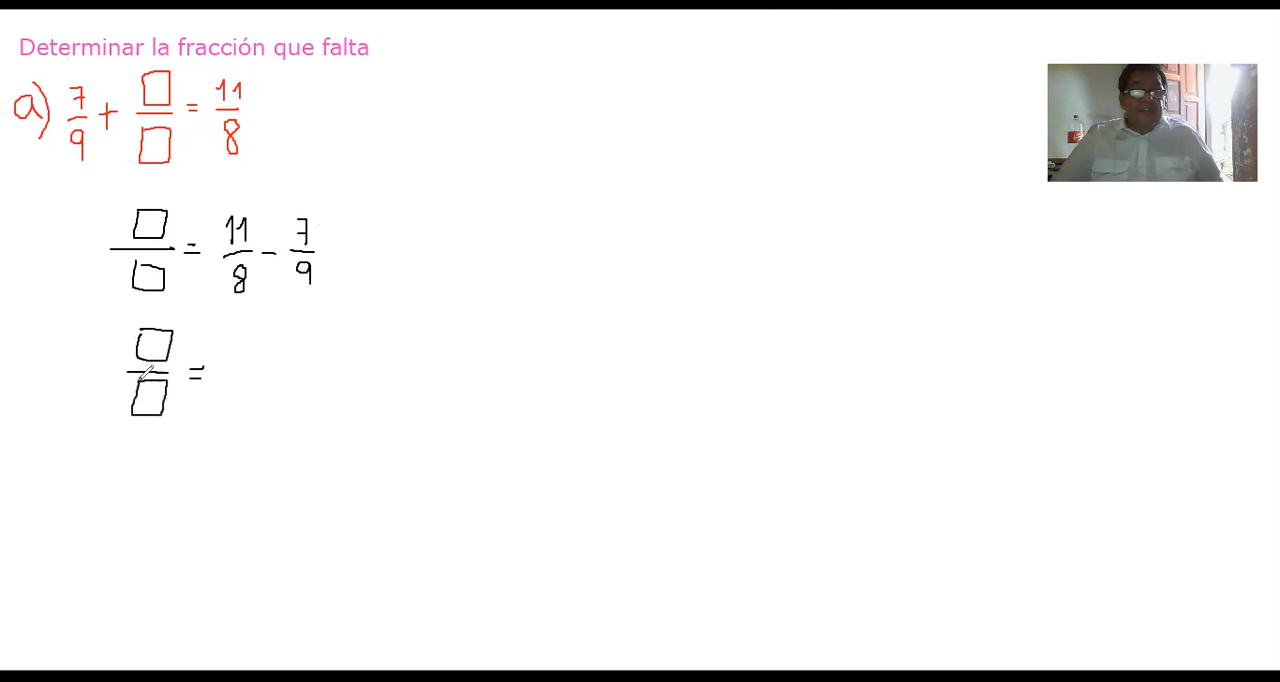 Determinar la fracción que falta
a) 7/9 + □/□ = 11/8
□/□ = 11/8 - 7/9
□/□ =